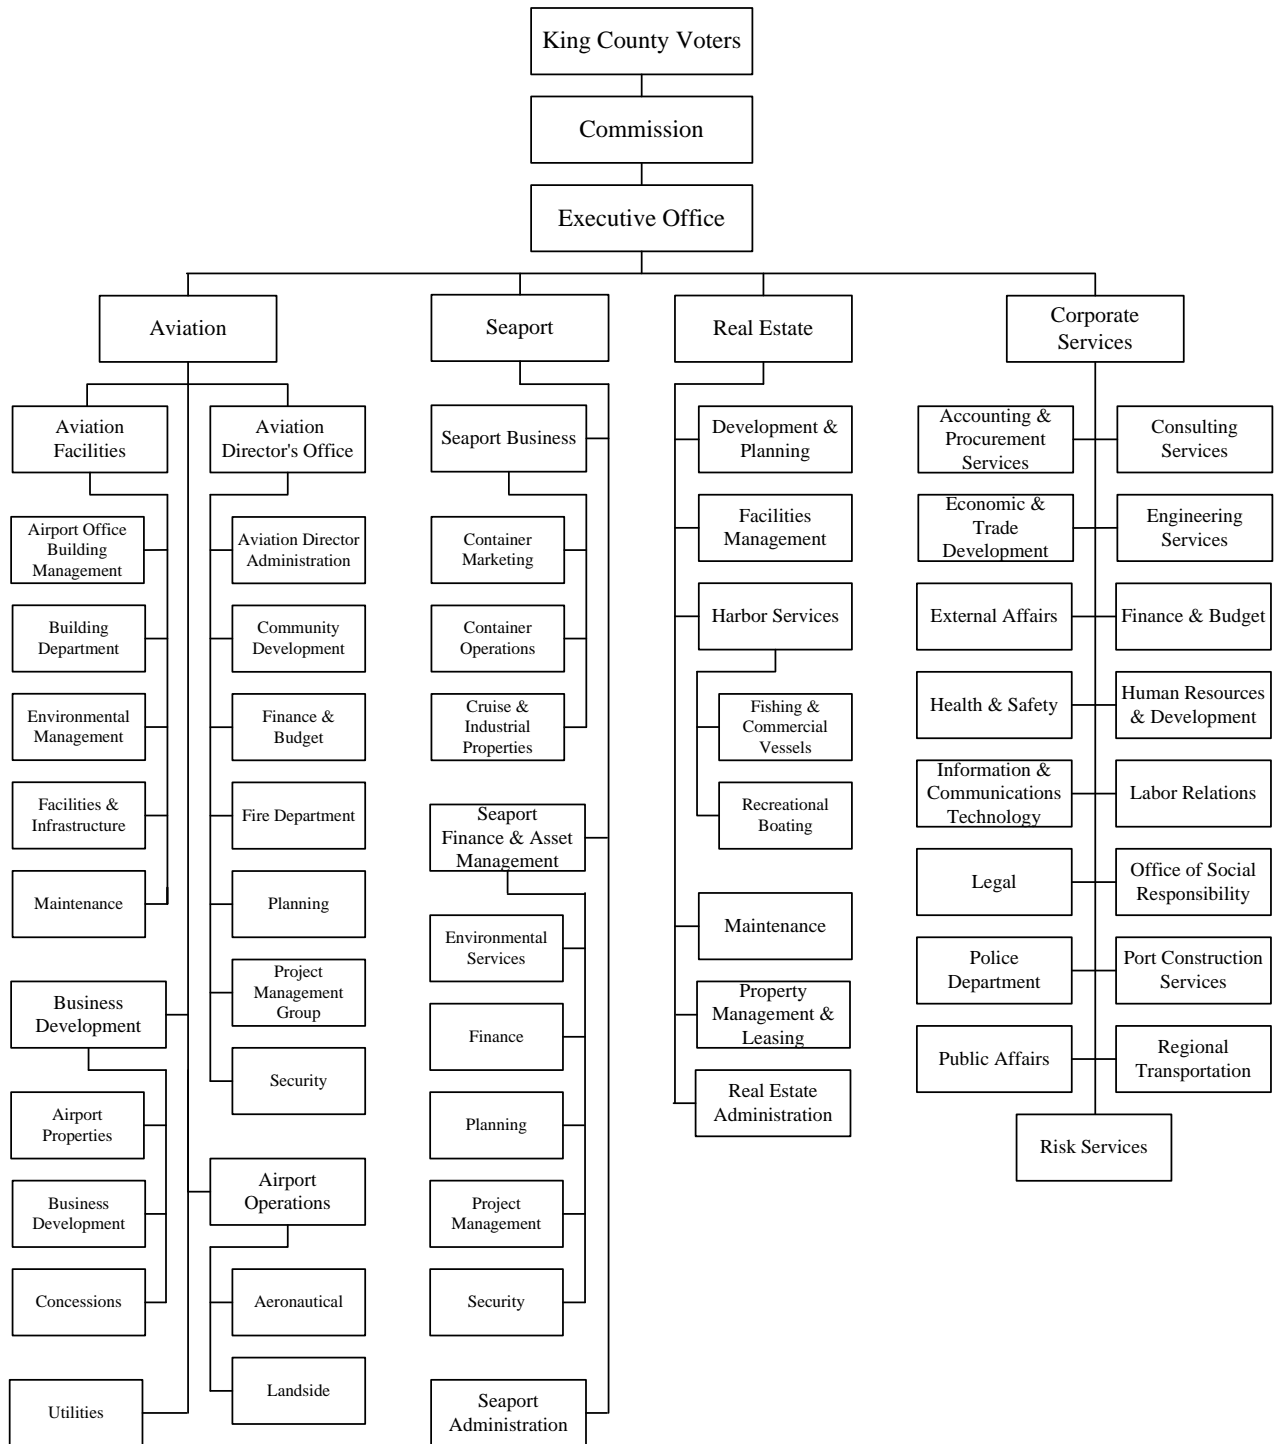 King County Voters
Commission
Executive Office
Aviation
Aviation
Facilities
Airport Office
Building
Management
Building
Department
Environmental
Management
Facilities &
Infrastructure
Maintenance
Aviation
Director's Office
Aviation Director
Administration
Community
Development
Finance &
Budget
Fire Department
Planning
Project
Management
Group
Security
Business
Development
Airport
Properties
Business
Development
Concessions
Airport
Operations
Aeronautical
Landside
Utilities
Seaport
Seaport Business
Container
Marketing
Container
Operations
Cruise &
Industrial
Properties
Seaport
Finance & Asset
Management
Environmental
Services
Finance
Planning
Project
Management
Security
Seaport
Administration
Real Estate
Development &
Planning
Facilities
Management
Harbor Services
Fishing &
Commercial
Vessels
Recreational
Boating
Maintenance
Property
Management &
Leasing
Real Estate
Administration
Corporate
Services
Accounting &
Procurement
Services
Consulting
Services
Economic &
Trade
Development
Engineering
Services
External Affairs
Finance & Budget
Health & Safety
Human Resources
& Development
Information &
Communications
Technology
Labor Relations
Legal
Office of Social
Responsibility
Police
Department
Port Construction
Services
Public Affairs
Regional
Transportation
Risk Services